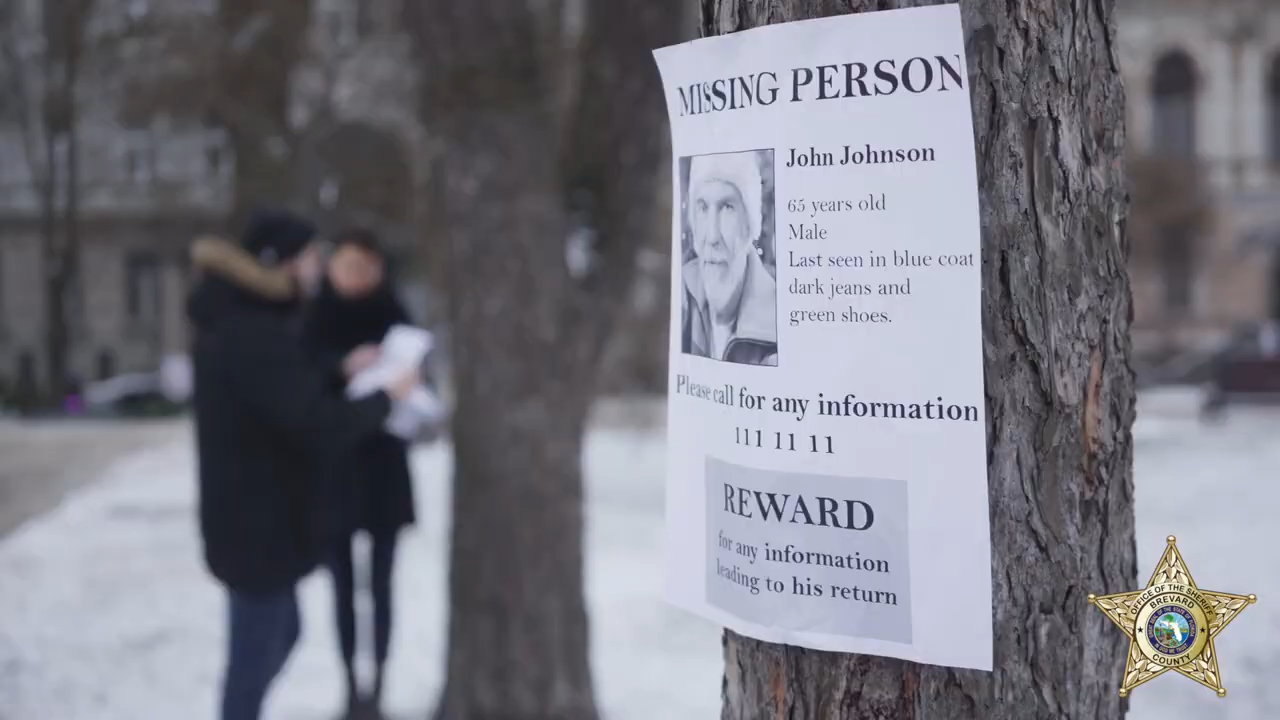 MISSING PERSON
John Johnson
65 years old
Male
Last seen in blue coat
dark jeans and
green shoes.
Please call for any information
111 11 11
REWARD
for any information
leading to his return
OFFICE OF THE SHERIFF
BREVARD
COUNTY